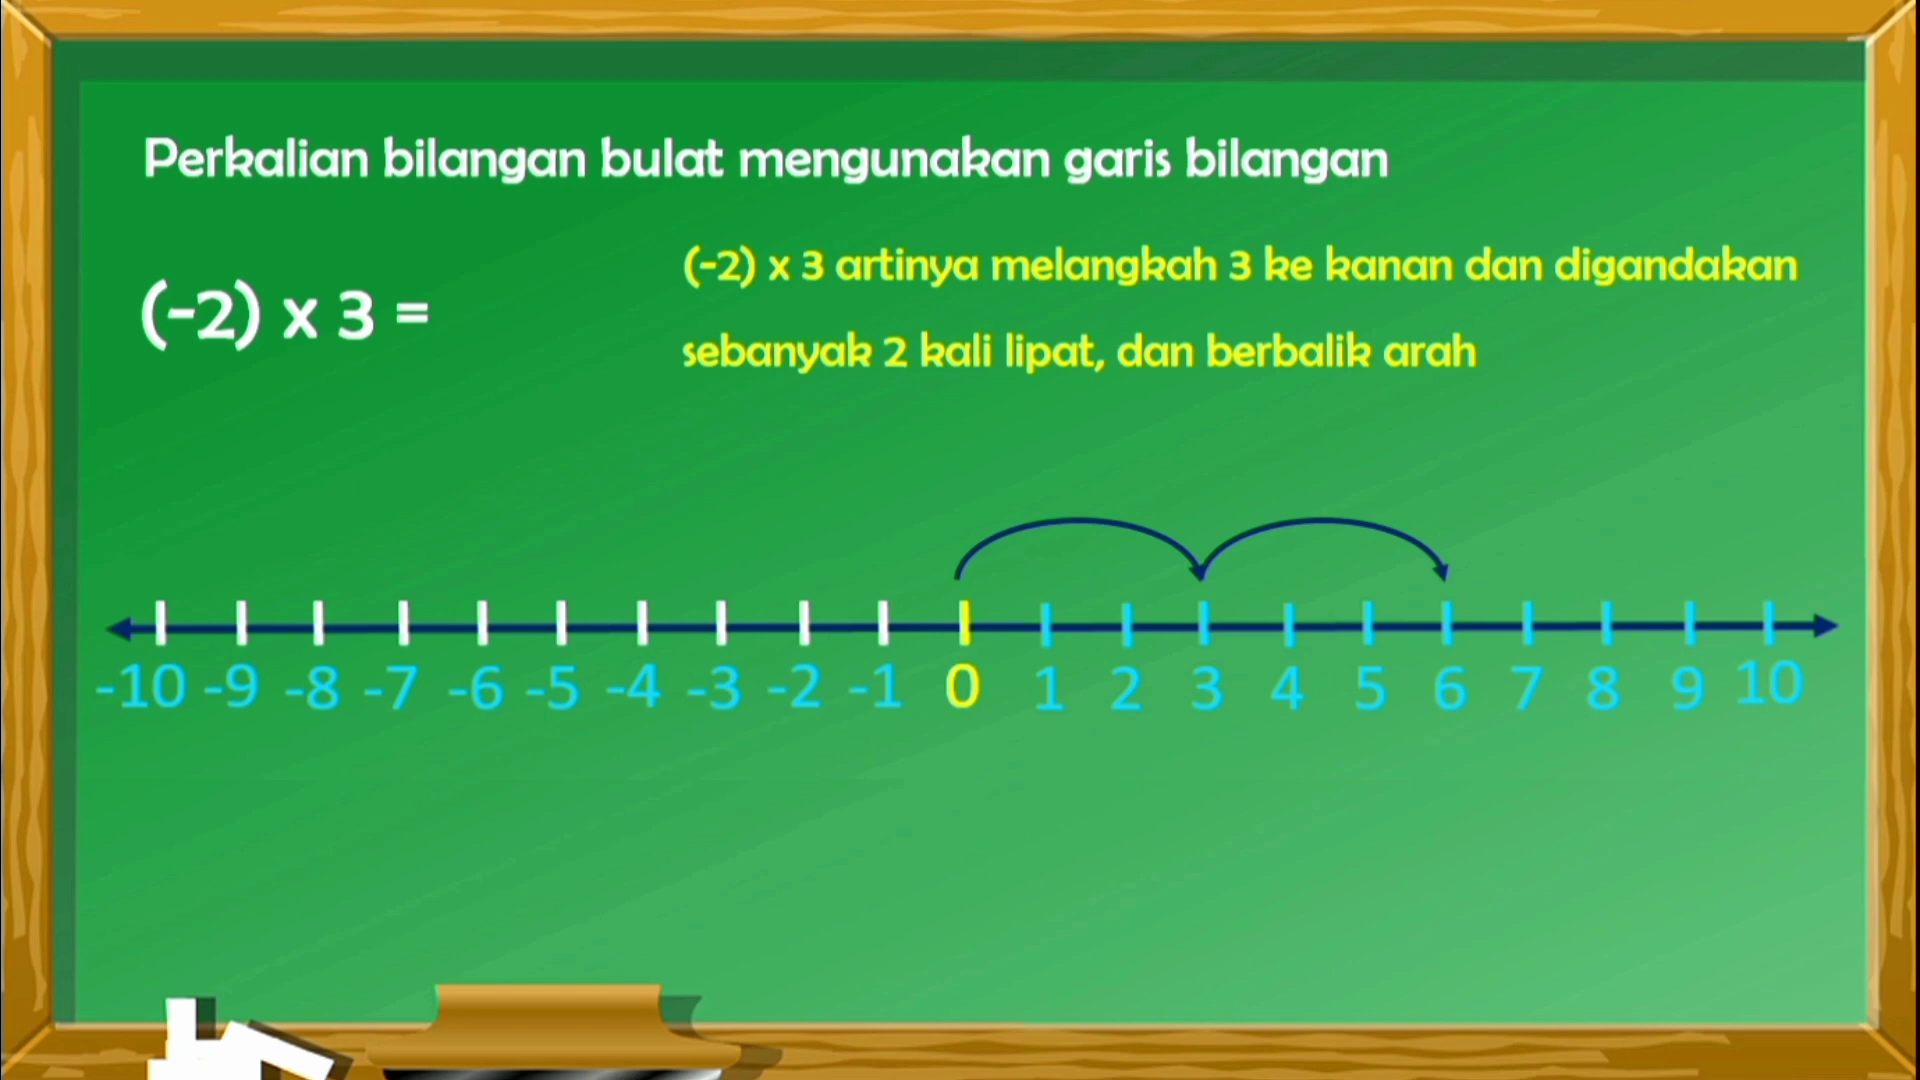 Perkalian bilangan bulat mengunakan garis bilangan
(-2) x 3 =
(-2) x 3 artinya melangkah 3 ke kanan dan digandakan
sebanyak 2 kali lipat, dan berbalik arah
-10 -9 -8 -7 -6 -5 -4 -3 -2 -1 0 1 2 3 4 5 6 7 8 9 10